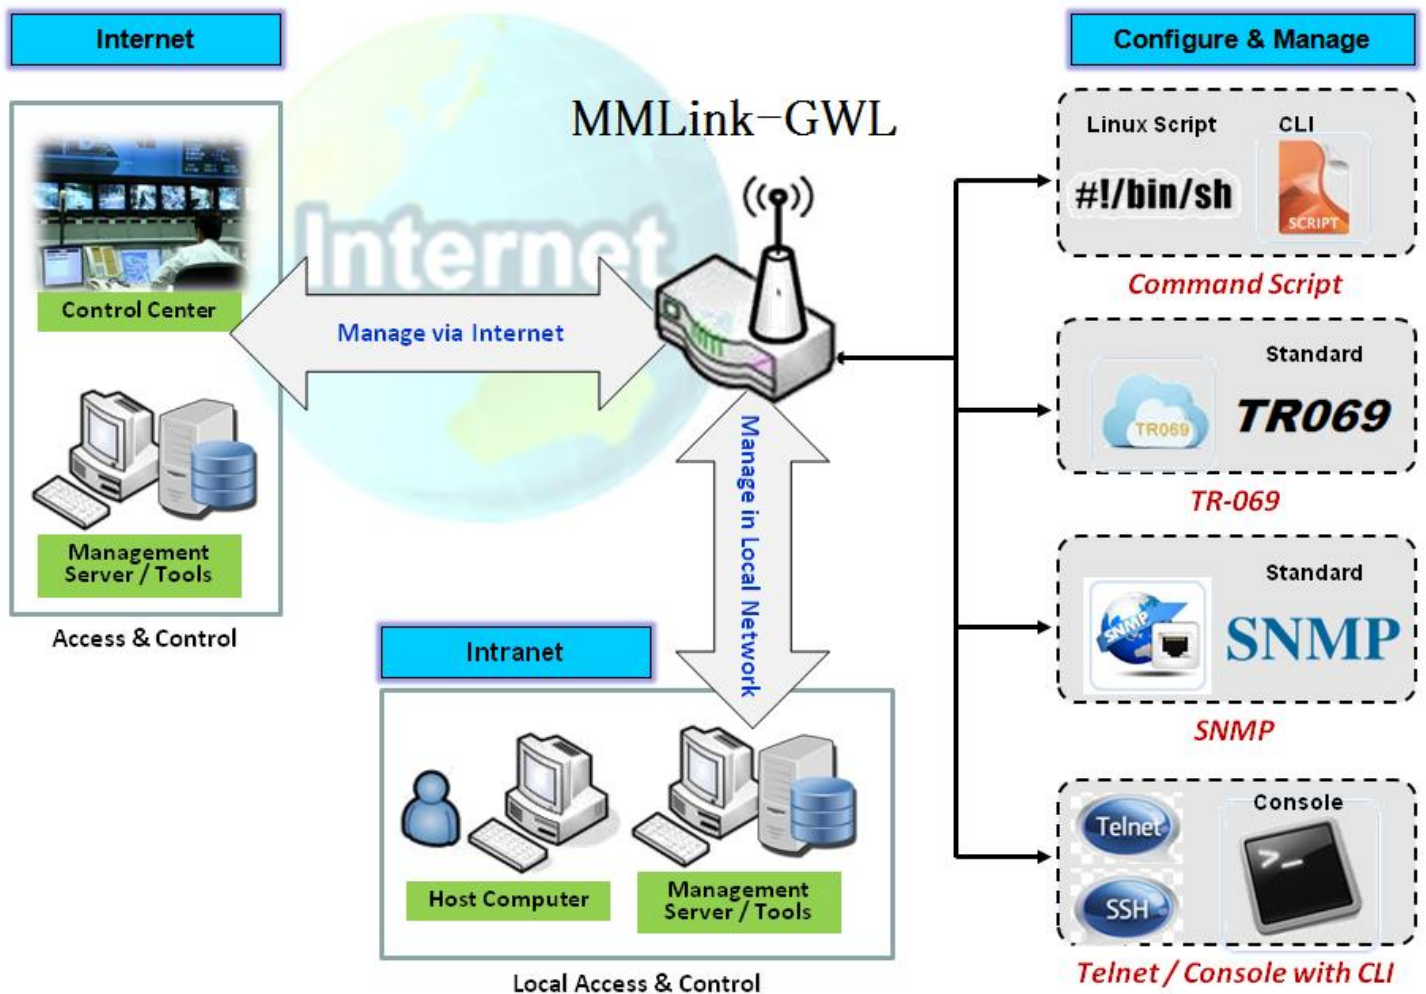 Internet
Configure & Manage
MMLink-GWL
Linux Script
CLI
#!/bin/sh
SCRIPT
Command Script
Internet
Control Center
Manage via Internet
Standard
TR069
TR069
TR-069
Manage in Local Network
Management
Server / Tools
Access & Control
Standard
SNMP
SNMP
SNMP
Intranet
Host Computer
Management
Server / Tools
Local Access & Control
Telnet
SSH
Console
>_
Telnet / Console with CLI